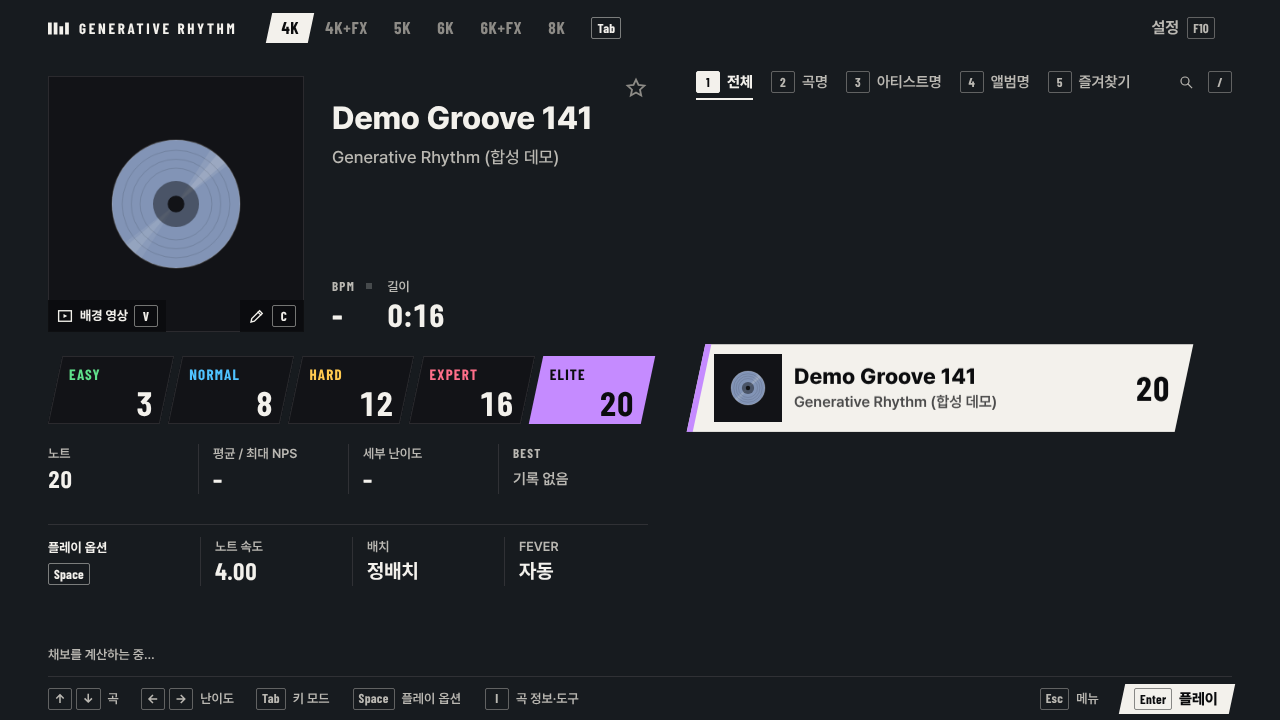 GENERATIVE RHYTHM 4K 4K+FX 5K 6K 6K+FX 8K Tab 설정 F10
1 전체 2 곡명 3 아티스트명 4 앨범명 5 즐겨찾기 /
Demo Groove 141
Generative Rhythm (합성 데모)
BPM 길이
- 0:16
배경 영상 V C
EASY 3 NORMAL 8 HARD 12 EXPERT 16 ELITE 20
Demo Groove 141
Generative Rhythm (합성 데모)
20
노트 평균 / 최대 NPS 세부 난이도 BEST
20 - - 기록 없음
플레이 옵션 노트 속도 배치 FEVER
Space 4.00 정배치 자동
채보를 계산하는 중...
↑ ↓ 곡 ← → 난이도 Tab 키 모드 Space 플레이 옵션 I 곡 정보·도구 Esc 메뉴 Enter 플레이